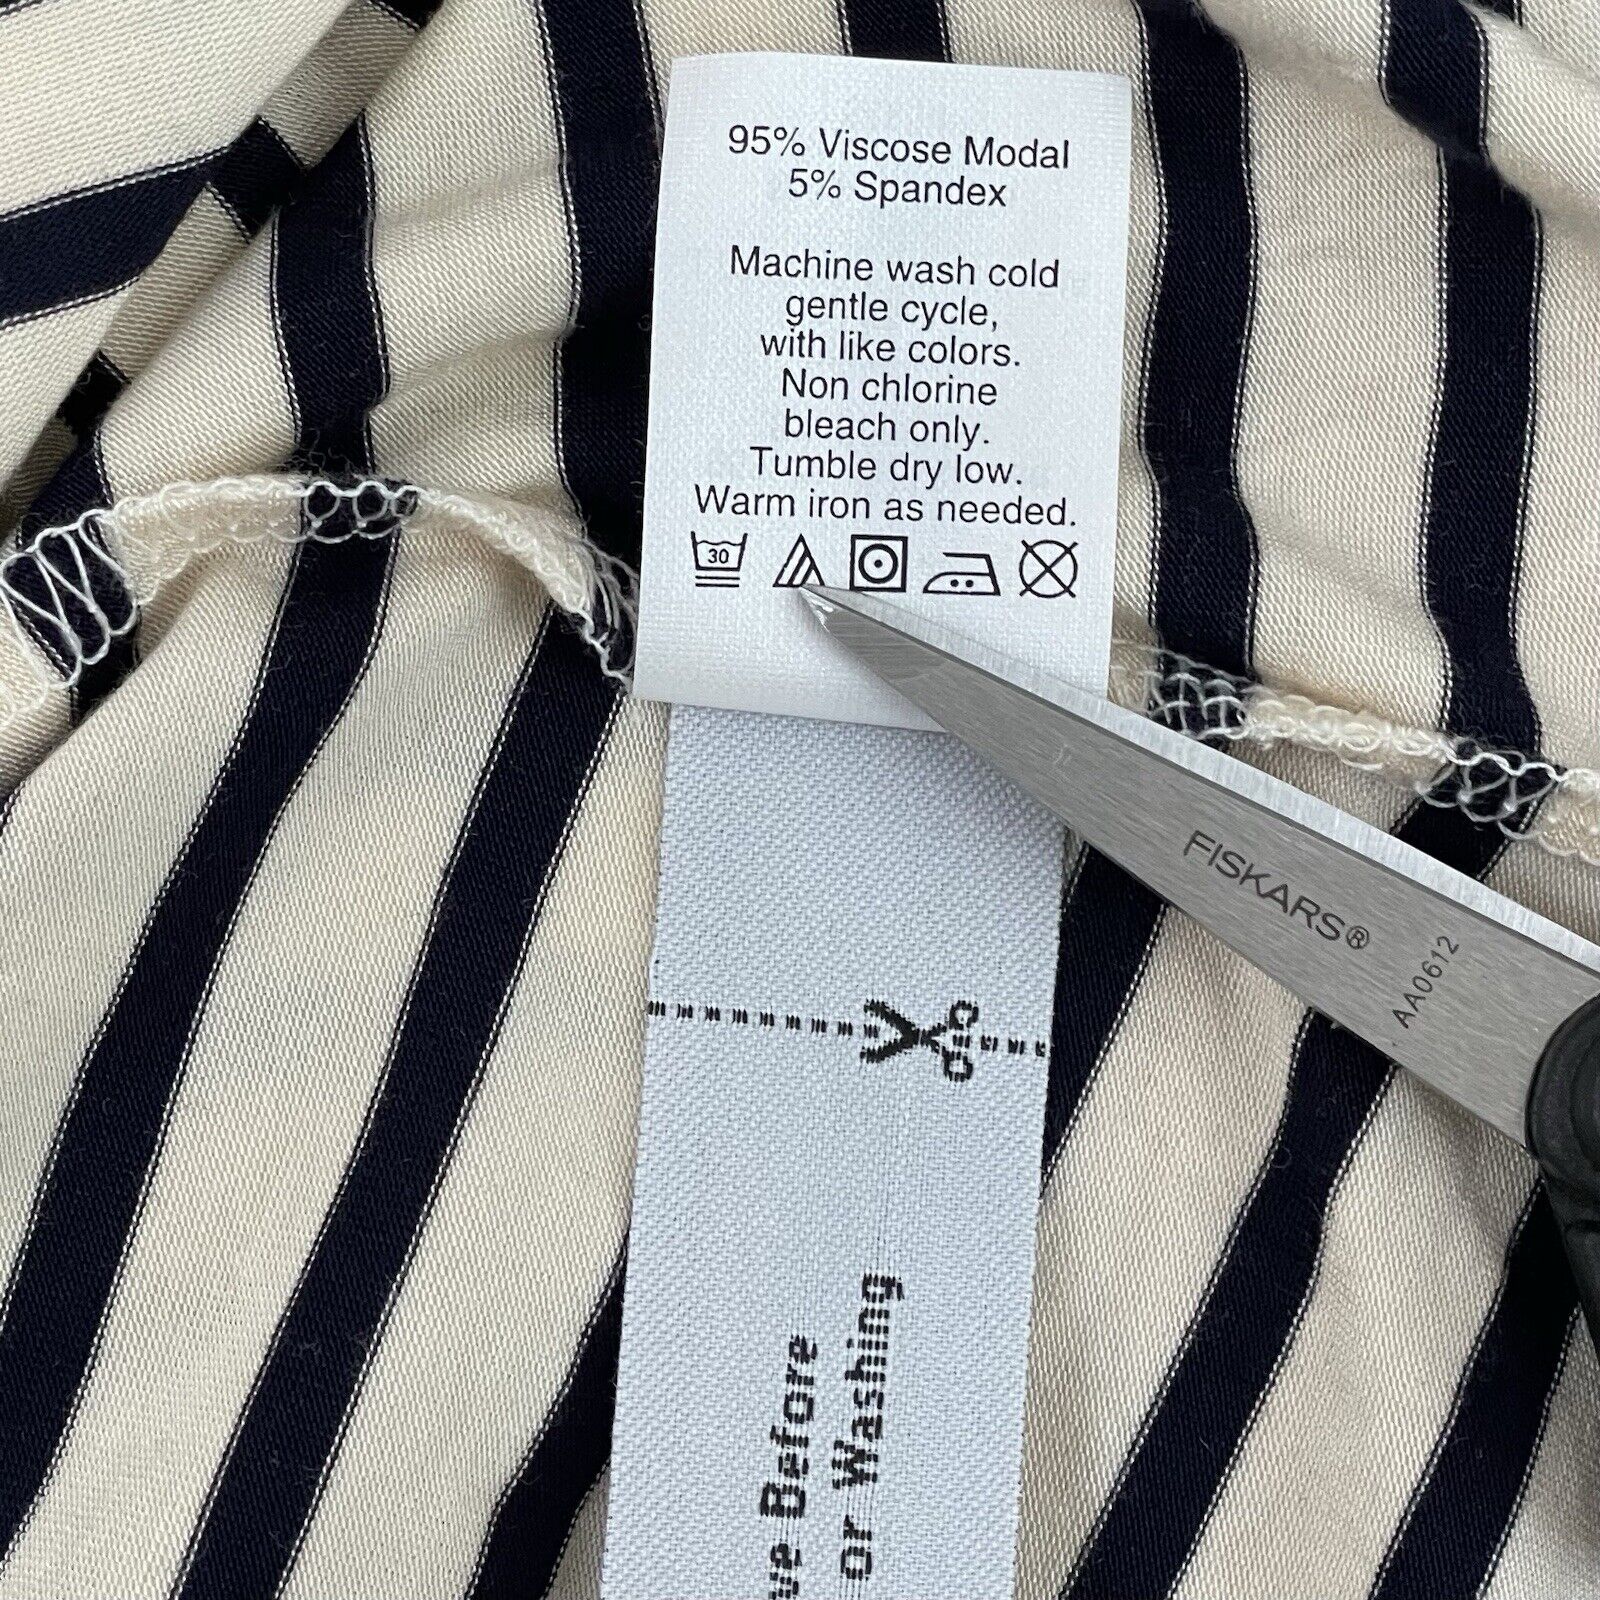 95% Viscose Modal
5% Spandex
Machine wash cold
gentle cycle,
with like colors.
Non chlorine
bleach only.
Tumble dry low.
Warm iron as needed.
30
FISKARS®
AA0612
Before
or Washing